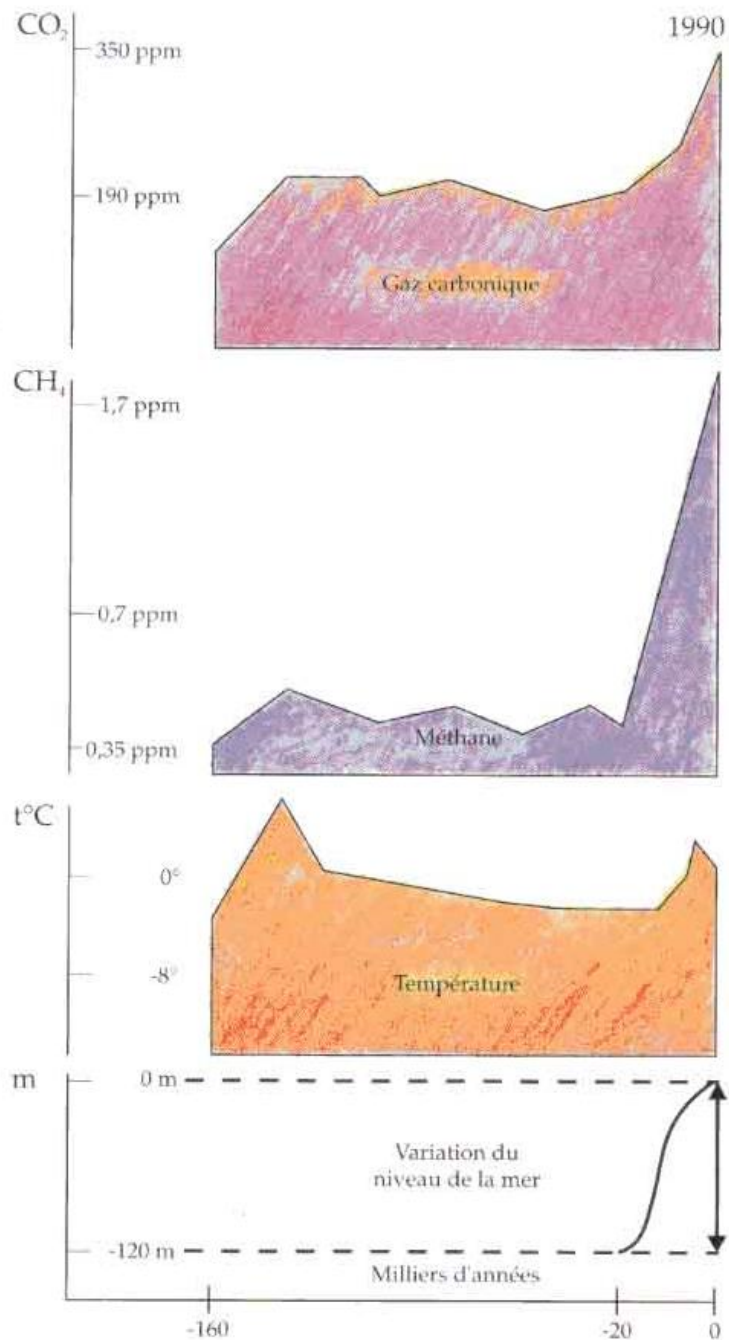 CO₂
1990
350 ppm
190 ppm
Gaz carbonique
CH₄
1,7 ppm
0,7 ppm
0,35 ppm
Méthane
t°C
0°
-8°
Température
m
0 m
Variation du
niveau de la mer
-120 m
Milliers d'années
-160
-20
0